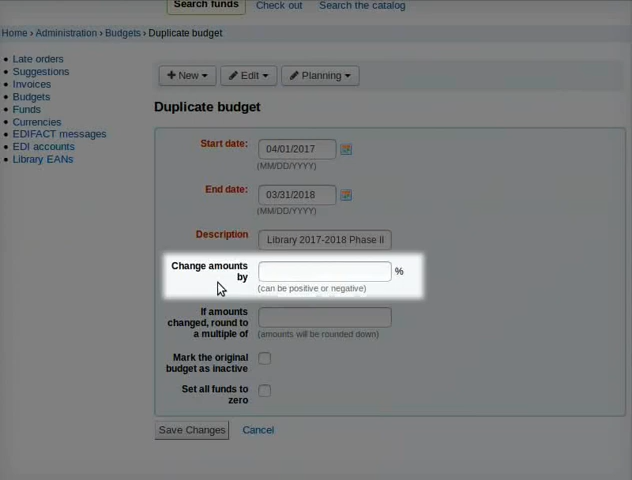 Search funds Check out Search the catalog
Home › Administration › Budgets › Duplicate budget
Late orders
Suggestions
Invoices
Budgets
Funds
Currencies
EDIFACT messages
EDI accounts
Library EANs
+ New Edit Planning
Duplicate budget
Start date: 04/01/2017
(MM/DD/YYYY)
End date: 03/31/2018
(MM/DD/YYYY)
Description Library 2017-2018 Phase II
Change amounts
by %
(can be positive or negative)
If amounts
changed, round to
a multiple of (amounts will be rounded down)
Mark the original
budget as inactive
Set all funds to
zero
Save Changes Cancel